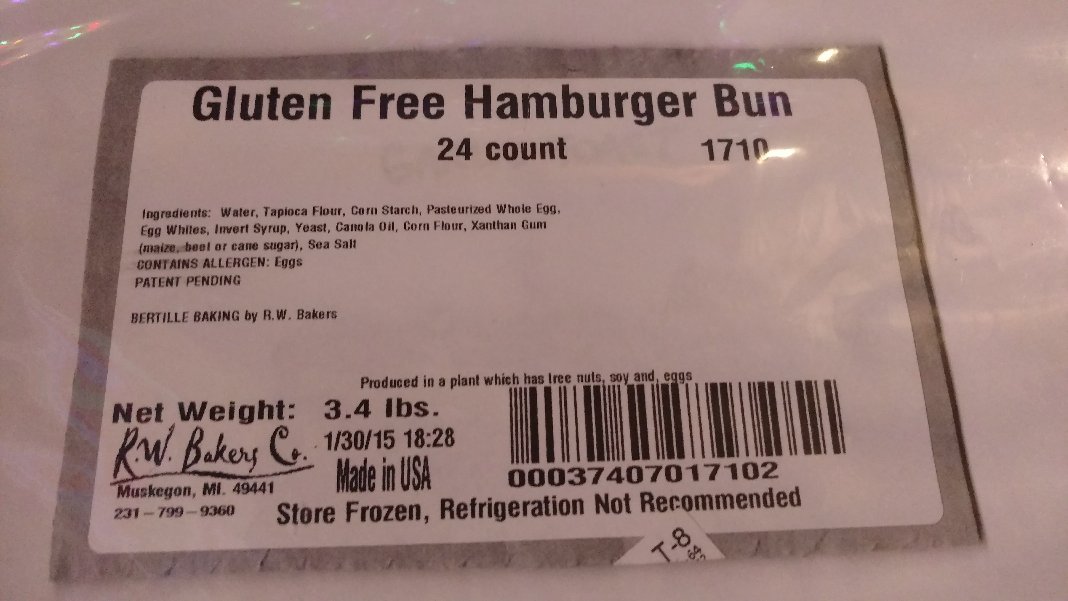 Gluten Free Hamburger Bun
24 count 1710
Ingredients: Water, Tapioca Flour, Corn Starch, Pasteurized Whole Egg,
Egg Whites, Invert Syrup, Yeast, Canola Oil, Corn Flour, Xanthan Gum
(maize, beet or cane sugar), Sea Salt
CONTAINS ALLERGEN: Eggs
PATENT PENDING
BERTILLE BAKING by R.W. Bakers
Produced in a plant which has tree nuts, soy and, eggs
Net Weight: 3.4 lbs.
R.W. Bakers Co. 1/30/15 18:28
Made in USA
Muskegon, MI. 49441
00037407017102
231-799-9360
Store Frozen, Refrigeration Not Recommended
T-8